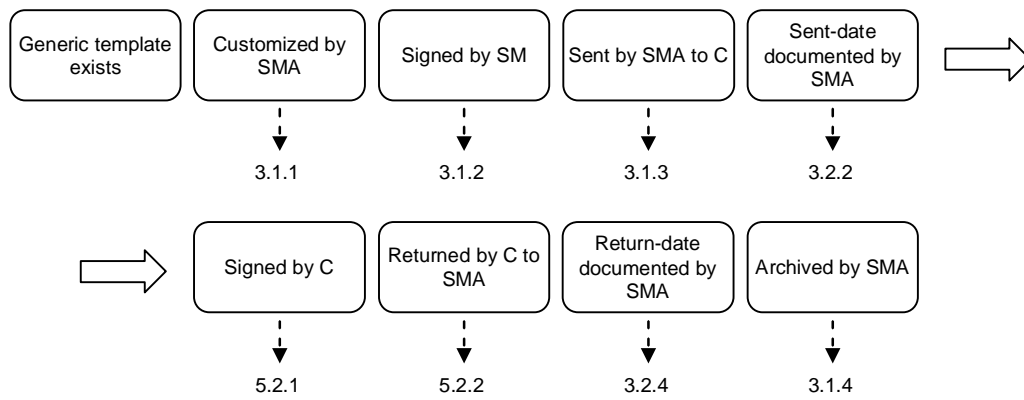 Generic template
exists
Customized by
SMA
Signed by SM
Sent by SMA to C
Sent-date
documented by
SMA
3.1.1
3.1.2
3.1.3
3.2.2
Signed by C
Returned by C to
SMA
Return-date
documented by
SMA
Archived by SMA
5.2.1
5.2.2
3.2.4
3.1.4